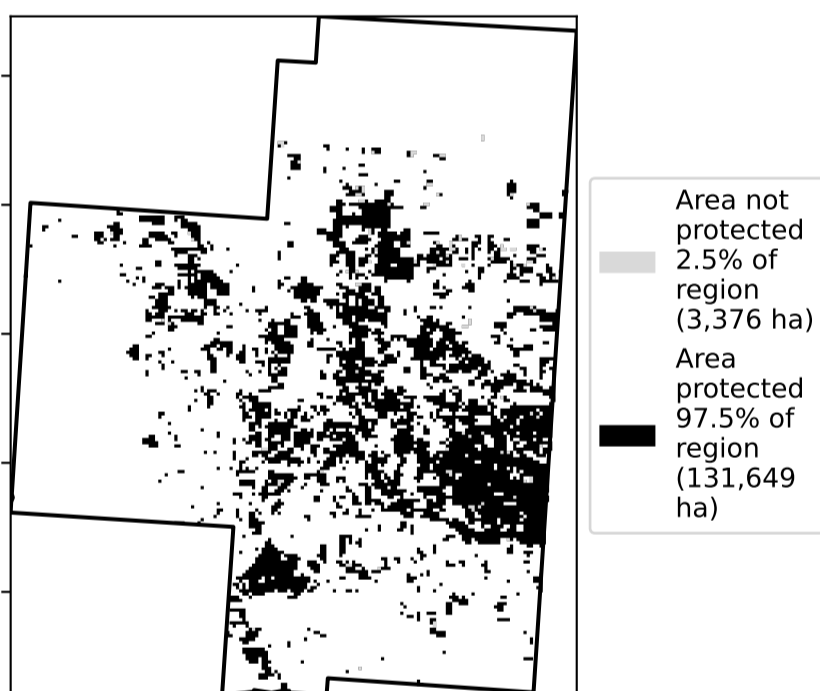 Area not
protected
2.5% of
region
(3,376 ha)
Area
protected
97.5% of
region
(131,649
ha)